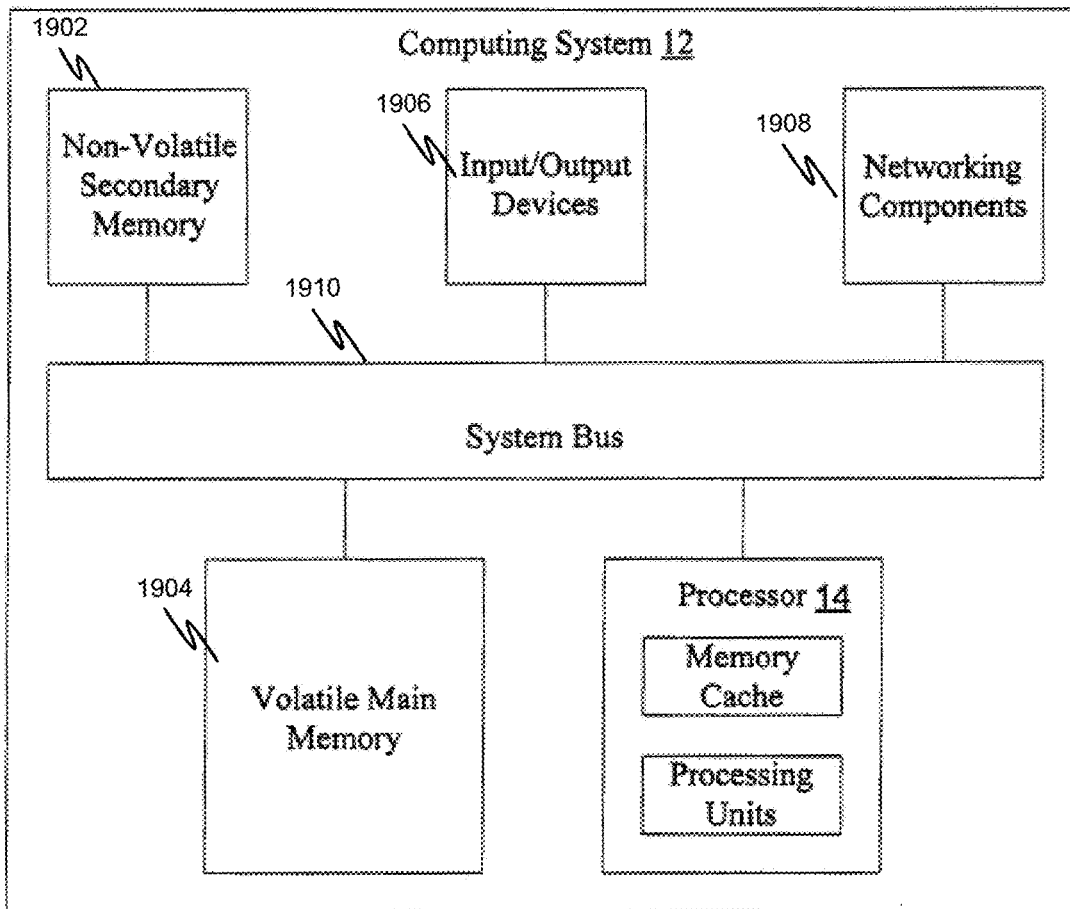 1902
Computing System 12
Non-Volatile
Secondary
Memory
1906
Input/Output
Devices
1908
Networking
Components
1910
System Bus
1904
Volatile Main
Memory
Processor 14
Memory
Cache
Processing
Units